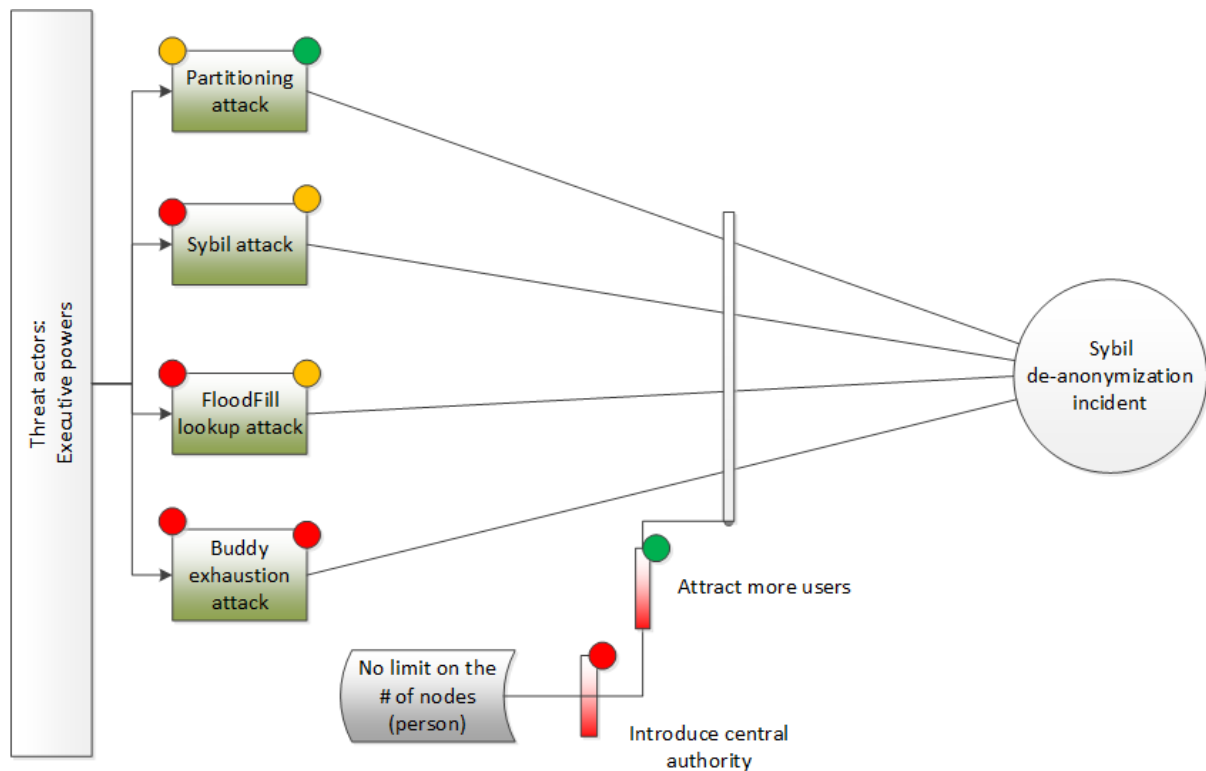 Threat actors:
Executive powers
Partitioning
attack
Sybil attack
FloodFill
lookup attack
Buddy
exhaustion
attack
Sybil
de-anonymization
incident
Attract more users
No limit on the
# of nodes
(person)
Introduce central
authority